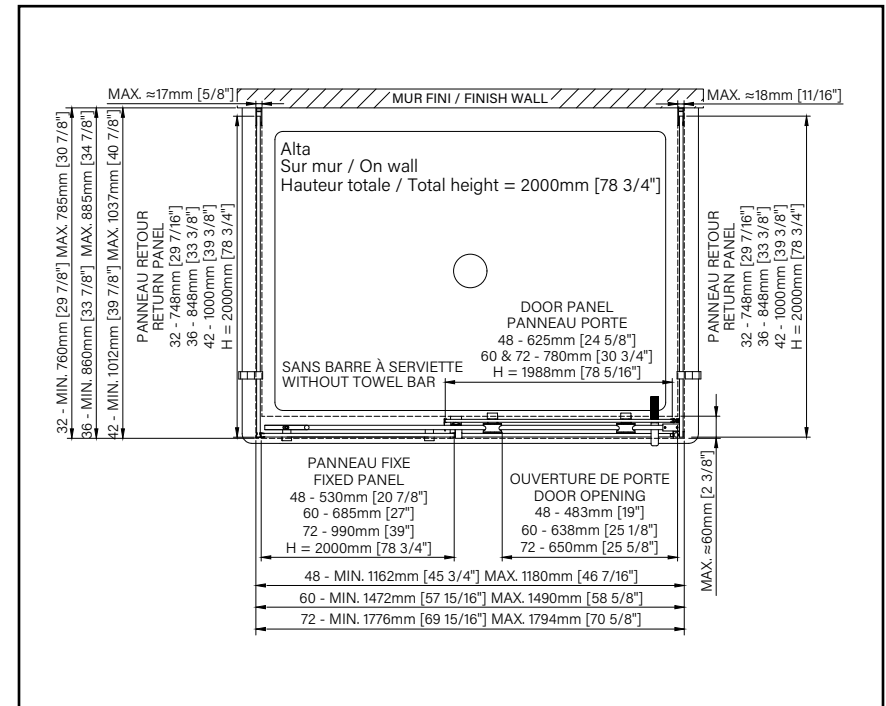 MAX. ≈17mm [5/8"]
MUR FINI / FINISH WALL
MAX. ≈18mm [11/16"]
32 - MIN. 760mm [29 7/8"] MAX. 785mm [30 7/8"]
36 - MIN. 860mm [33 7/8"] MAX. 885mm [34 7/8"]
42 - MIN. 1012mm [39 7/8"] MAX. 1037mm [40 7/8"]
PANNEAU RETOUR
RETURN PANEL
32 - 748mm [29 7/16"]
36 - 848mm [33 3/8"]
42 - 1000mm [39 3/8"]
H = 2000mm [78 3/4"]
Alta
Sur mur / On wall
Hauteur totale / Total height = 2000mm [78 3/4"]
DOOR PANEL
PANNEAU PORTE
48 - 625mm [24 5/8"]
60 & 72 - 780mm [30 3/4"]
H = 1988mm [78 5/16"]
SANS BARRE À SERVIETTE
WITHOUT TOWEL BAR
PANNEAU RETOUR
RETURN PANEL
32 - 748mm [29 7/16"]
36 - 848mm [33 3/8"]
42 - 1000mm [39 3/8"]
H = 2000mm [78 3/4"]
PANNEAU FIXE
FIXED PANEL
48 - 530mm [20 7/8"]
60 - 685mm [27"]
72 - 990mm [39"]
H = 2000mm [78 3/4"]
OUVERTURE DE PORTE
DOOR OPENING
48 - 483mm [19"]
60 - 638mm [25 1/8"]
72 - 650mm [25 5/8"]
MAX. ≈60mm [2 3/8"]
48 - MIN. 1162mm [45 3/4"] MAX. 1180mm [46 7/16"]
60 - MIN. 1472mm [57 15/16"] MAX. 1490mm [58 5/8"]
72 - MIN. 1776mm [69 15/16"] MAX. 1794mm [70 5/8"]